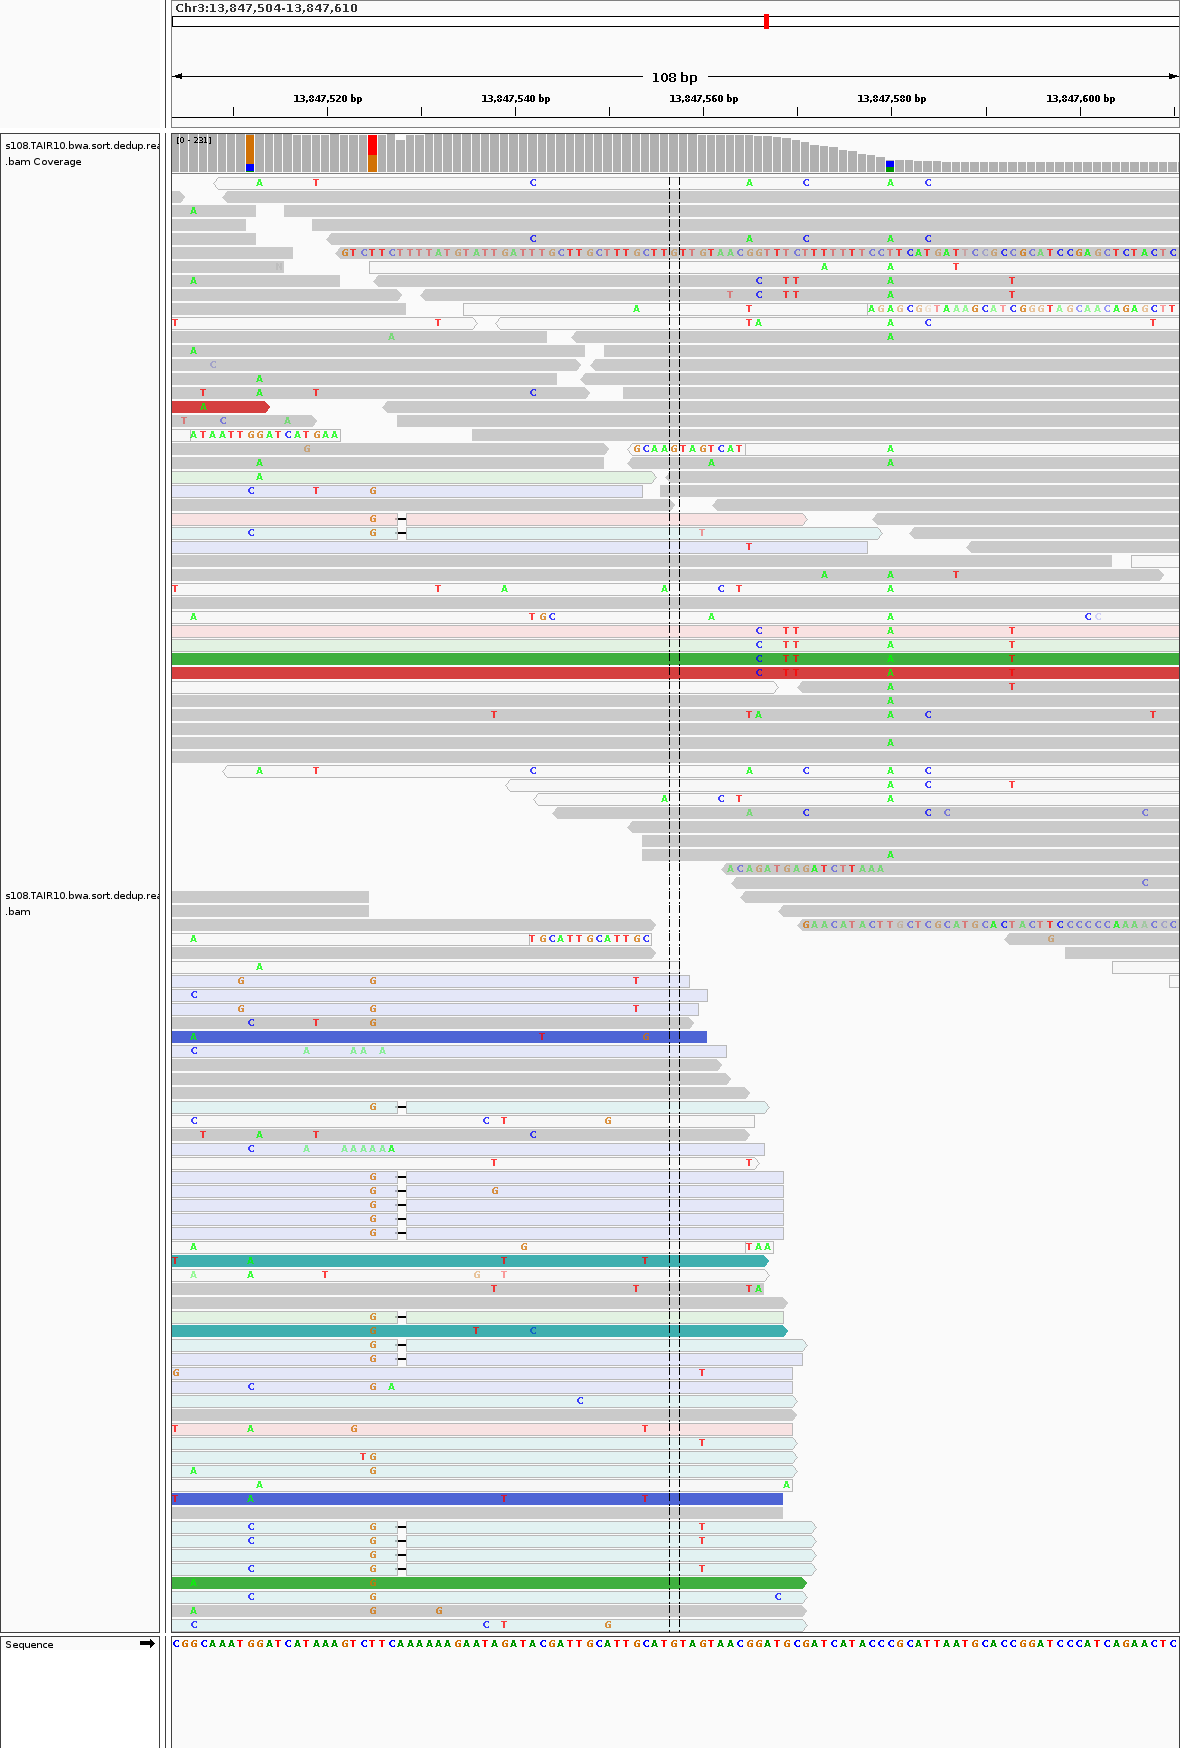 Chr3:13,847,504-13,847,610
108 bp
13,847,520 bp 13,847,540 bp 13,847,560 bp 13,847,580 bp 13,847,600 bp
s108.TAIR10.bwa.sort.dedup.rea
.bam Coverage
[0 - 231]
A T C A C A C
A
C A C A C
GTCTTCTTTTATGTATTGATTTGCTTGCTTTGCTTGTTGTAACGGTTTCTTTTTTTCCTTCATGATTCCGCCGCATCCGAGCTCTACTC
N A A T
A C T T A T
T C T T A T
A T AGAGCGGTAAAGCATCGGGTAGCAACAGAGCTT
T T T A A C T
A A
A
C
A
T A T C
A
T C A
ATAATTGGATCATGAA
G GCAAGTAGTCAT A
A A A
A
C T G
G
C G T
T
A A T
T T A A C T A
A T G C A A C C
C T T A T
C T T A T
C T T A T
C T T A T
A T
A
T T A A C T
A
A T C A C A C
A C T
A C T A
A C C C C
A
ACAGATGAGATCTTAAA
C
s108.TAIR10.bwa.sort.dedup.rea
.bam
GAACATACTTGCTCGCATGCACTACTTCCCCCCAAAACCC
A TGCATTGCATTGC G
A
G G T
C
G G T
C T G
A T G
C A A A A
G
C C T G
T A T C
C A A A A A A A
T T
G
G G
G
G
G
A G T A A
T A T T
A A T G T
T T T A
G
G T C
G
G
G T
C G A
C
T A G T
T
T G
A G
A A
T A T T
C G T
C G T
G
C G T
A G
C G C
A G G
C C T G
Sequence
CGGCAAATGGATCATAAAGTCTTCAAAAAAGAATAGATACGATTGCATTGCATGTAGTAACGGATGCGATCATACCCGCATTAATGCACCGGATCCCATCAGAACTC